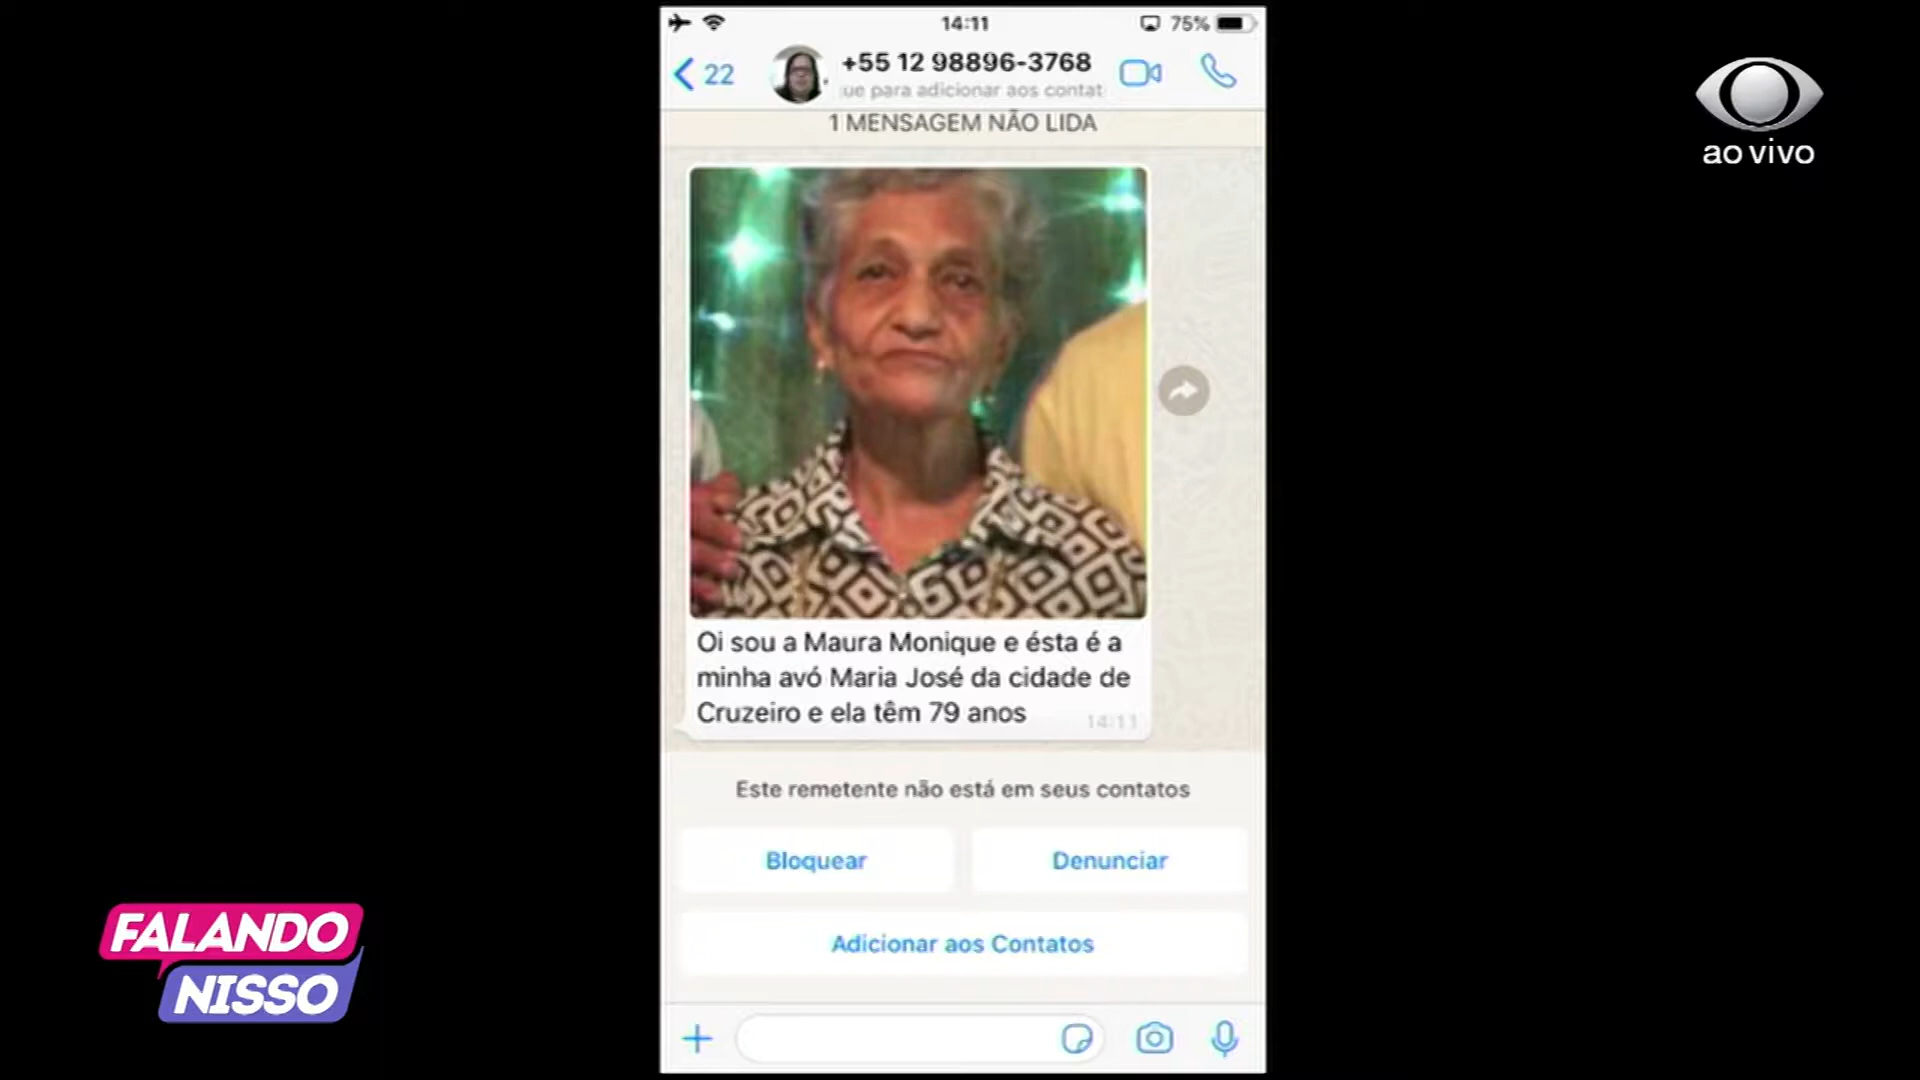 14:11
75%
22
+55 12 98896-3768
ue para adicionar aos contat
1 MENSAGEM NÃO LIDA
ao vivo
Oi sou a Maura Monique e ésta é a
minha avó Maria José da cidade de
Cruzeiro e ela têm 79 anos
14:11
Este remetente não está em seus contatos
Bloquear
Denunciar
Adicionar aos Contatos
FALANDO
NISSO